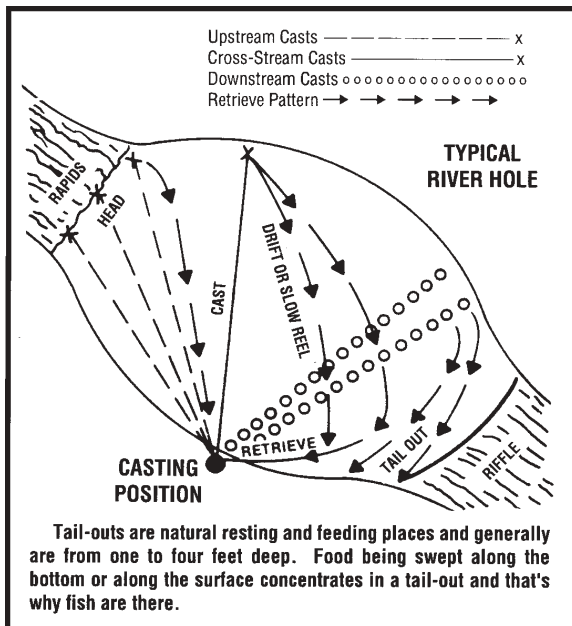 Upstream Casts
Cross-Stream Casts
Downstream Casts
Retrieve Pattern
TYPICAL
RIVER HOLE
RAPIDS
HEAD
CAST
DRIFT OR SLOW REEL
RETRIEVE
TAIL OUT
RIFFLE
CASTING
POSITION
Tail-outs are natural resting and feeding places and generally
are from one to four feet deep. Food being swept along the
bottom or along the surface concentrates in a tail-out and that's
why fish are there.